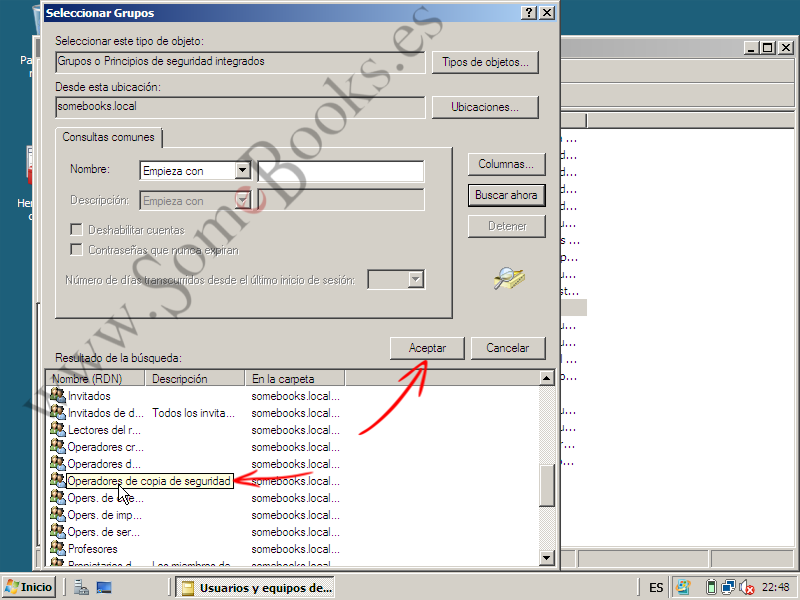 Seleccionar Grupos
Seleccionar este tipo de objeto:
Grupos o Principios de seguridad integrados
Tipos de objetos...
Desde esta ubicación:
somebooks.local
Ubicaciones...
Consultas comunes
Nombre:
Empieza con
Columnas...
Descripción:
Empieza con
Buscar ahora
Deshabilitar cuentas
Detener
Contraseñas que nunca expiran
Número de días transcurridos desde el último inicio de sesión:
Aceptar
Cancelar
Resultado de la búsqueda:
Nombre (RDN) Descripción En la carpeta
Invitados somebooks.local...
Invitados de d... Todos los invita... somebooks.local...
Lectores del r... somebooks.local...
Operadores cr... somebooks.local...
Operadores d... somebooks.local...
Operadores de copia de seguridad somebooks.local...
Opers. de somebooks.local...
Opers. de imp... somebooks.local...
Opers. de ser... somebooks.local...
Profesores somebooks.local...
Propietarios d... Los miembros de... somebooks.local...
www.SomeBooks.es
Inicio
Usuarios y equipos de...
ES
22:48